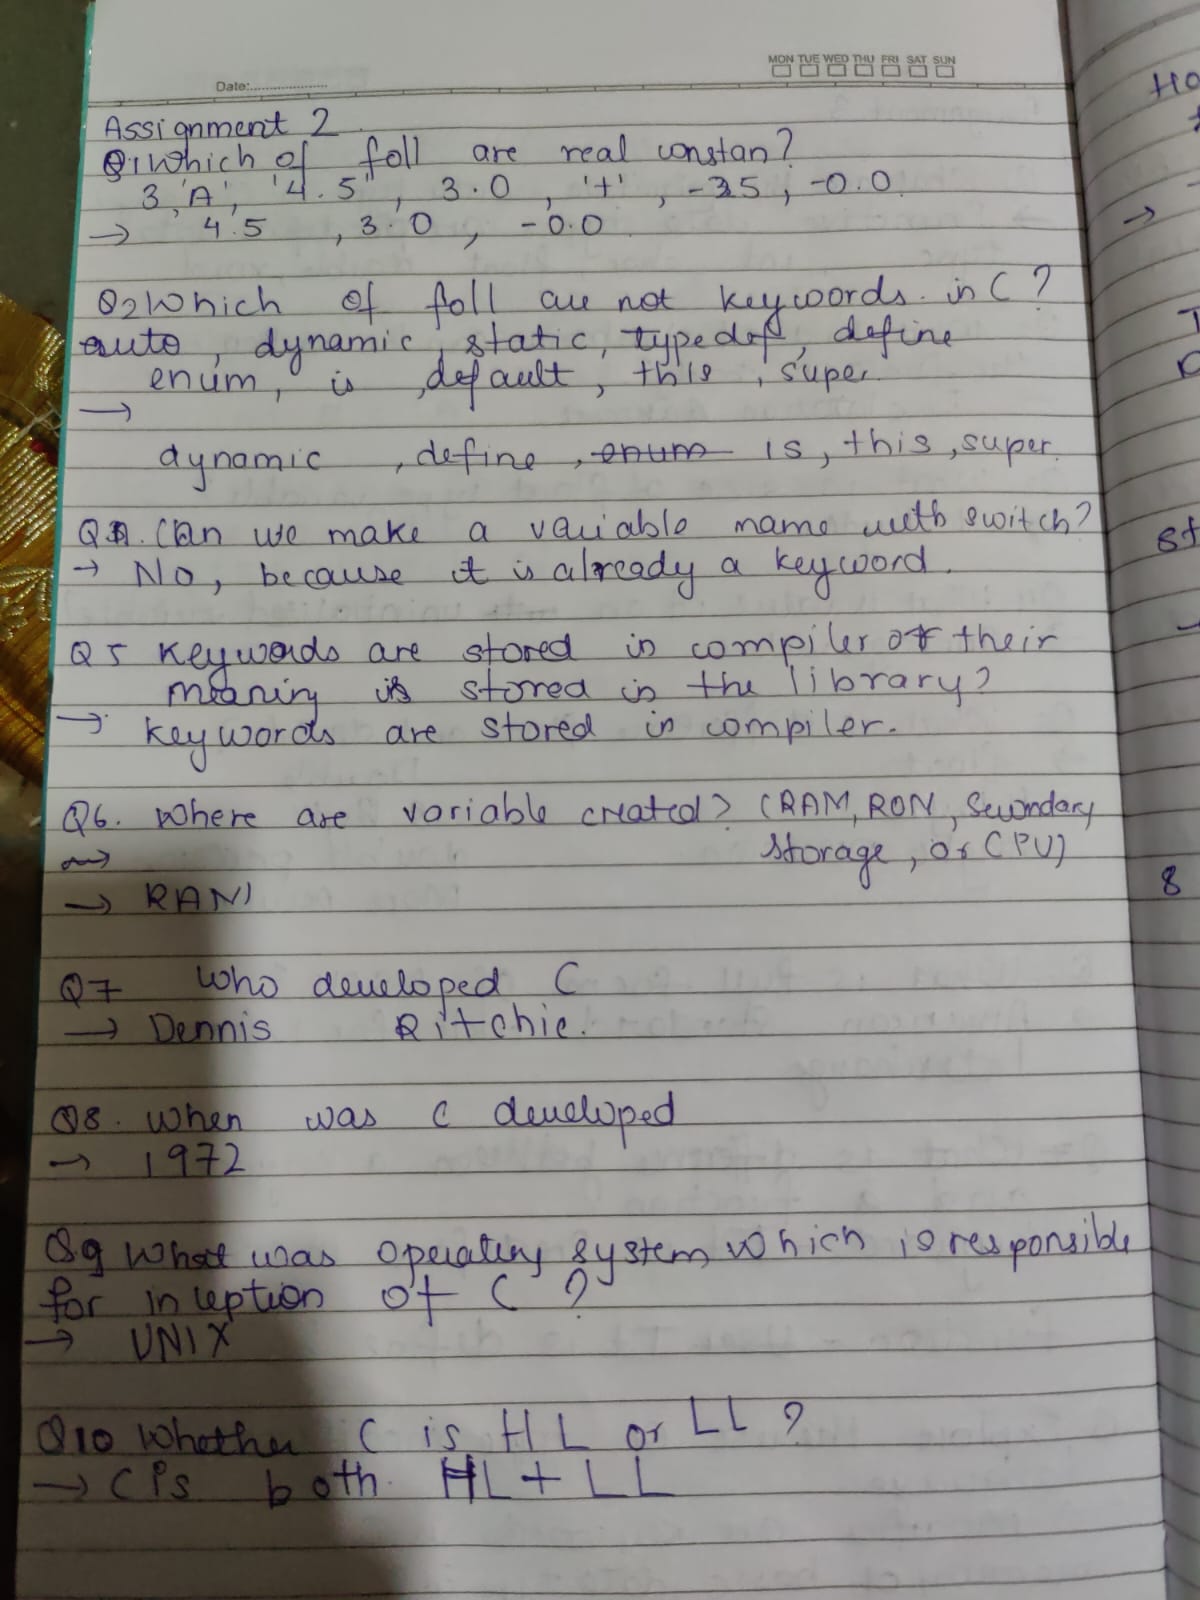 MON TUE WED THU FRI SAT SUN
Date:
Assignment 2
Q1 Which of foll are real constan?
3, 'A', '4.5", 3.0, '+', -35, -0.0
→ 4.5, 3.0, -0.0
Q2 Which of foll are not keywords in C?
auto, dynamic, static, typedef, define
enum, is, default, this, super.
→
dynamic, define, enum is, this, super.
Q. Can we make a variable name with switch?
→ No, because it is already a keyword.
Q5 Keywords are stored in compiler or their
meaning is stored in the library?
→ Keywords are stored in compiler.
Q6. Where are variable created? (RAM, ROM, Secondary
storage, or CPU)
→
→ RAM
Q7 Who developed C
→ Dennis Ritchie.
Q8. When was C developed
→ 1972
Q9 What was operating system which is responsible
for inception of C?
→ UNIX
Q10 Whether C is HL or LL?
→ C is both HL + LL
Ho
→
st
8